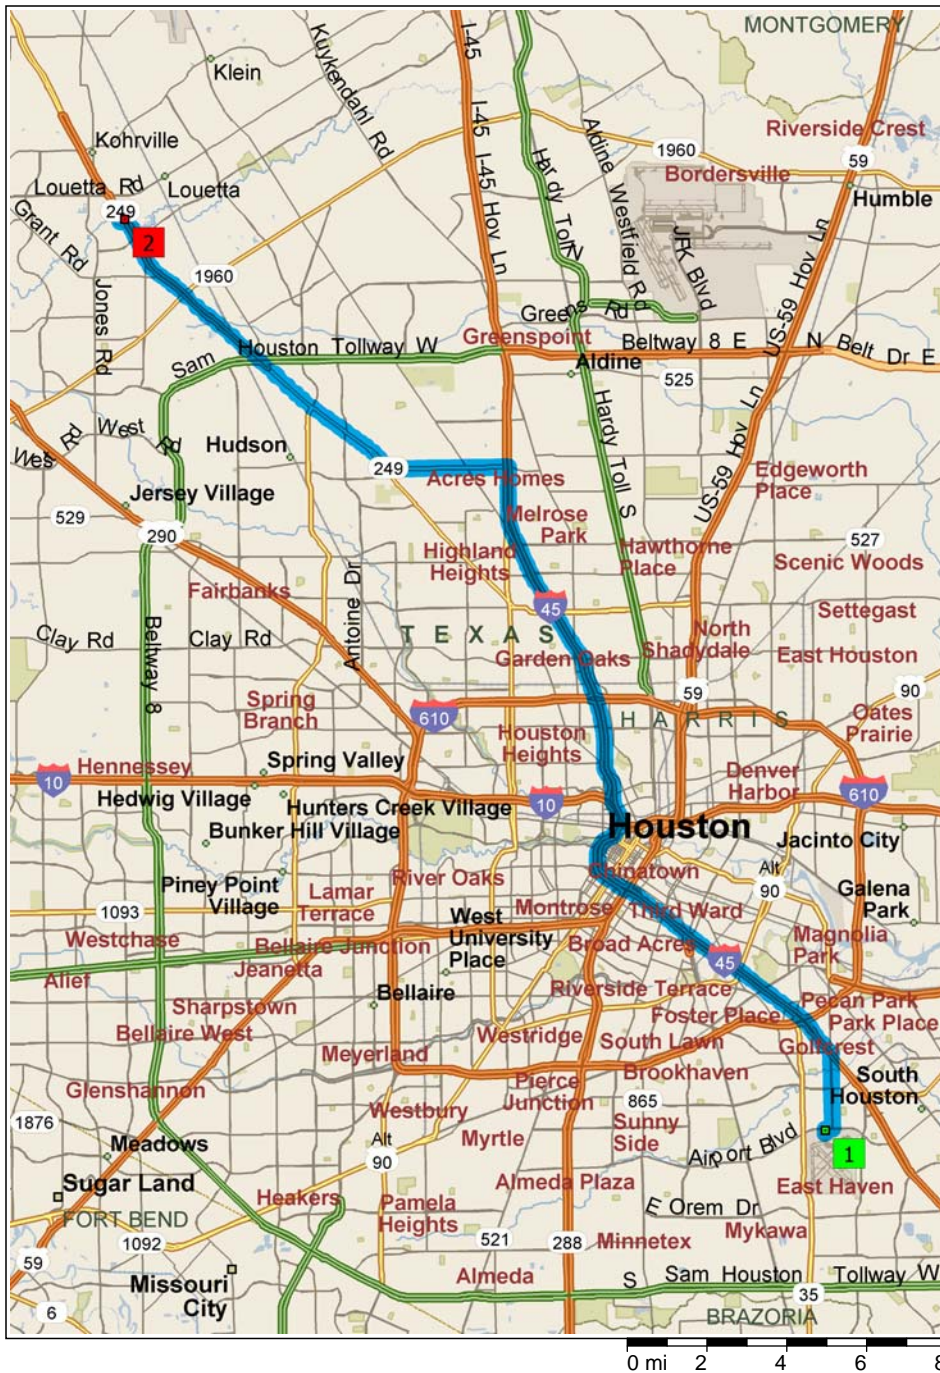 MONTGOMERY
I-45
Kuykendahl Rd
Klein
I-45
Riverside Crest
Kohrville
1960
59
Aldine Westfield Rd
Bordersville
Louetta Rd
Louetta
I-45 Hov Ln
Hardy Toll N
Humble
249
Grant Rd
2
JFK Blvd
US-59 Hov Ln
1960
Jones Rd
Greens Rd
Greenspoint
Beltway 8 E
N Belt Dr E
Sam Houston Tollway W
Aldine
525
Hardy Toll S
US-59 Hov Ln
West Rd
West Rd
Hudson
249
Acres Homes
Edgeworth
Place
Jersey Village
529
Melrose
Park
290
Highland
Heights
Hawthorne
Place
527
Scenic Woods
Fairbanks
Antoine Dr
45
Settegast
Clay Rd
Beltway 8
Clay Rd
TEXAS
North
Shadydale
Garden Oaks
East Houston
59
90
Spring
Branch
610
HARRIS
Oates
Prairie
Houston
Heights
Hennessey
Spring Valley
Denver
Harbor
10
Hedwig Village
Hunters Creek Village
10
610
Bunker Hill Village
Houston
Jacinto City
Chinatown
Alt
90
Piney Point
Village
Lamar
Terrace
River Oaks
Galena
Park
1093
West
University
Place
Montrose
Third Ward
Westchase
Bellaire Junction
Broad Acres
Magnolia
Park
Jeanetta
45
Alief
Bellaire
Riverside Terrace
Sharpstown
Pecan Park
Foster Place
Park Place
Bellaire West
Westridge
South Lawn
Golfcrest
Meyerland
Brookhaven
South
Houston
Glenshannon
Pierce
Junction
865
1876
Westbury
Sunny
Side
Meadows
Alt
90
Myrtle
Airport Blvd
1
Sugar Land
Heakers
Almeda Plaza
East Haven
FORT BEND
Pamela
Heights
E Orem Dr
Mykawa
1092
521
288
Minnetex
59
Missouri
City
Almeda
S Sam Houston Tollway W
35
6
BRAZORIA
0 mi 2 4 6 8